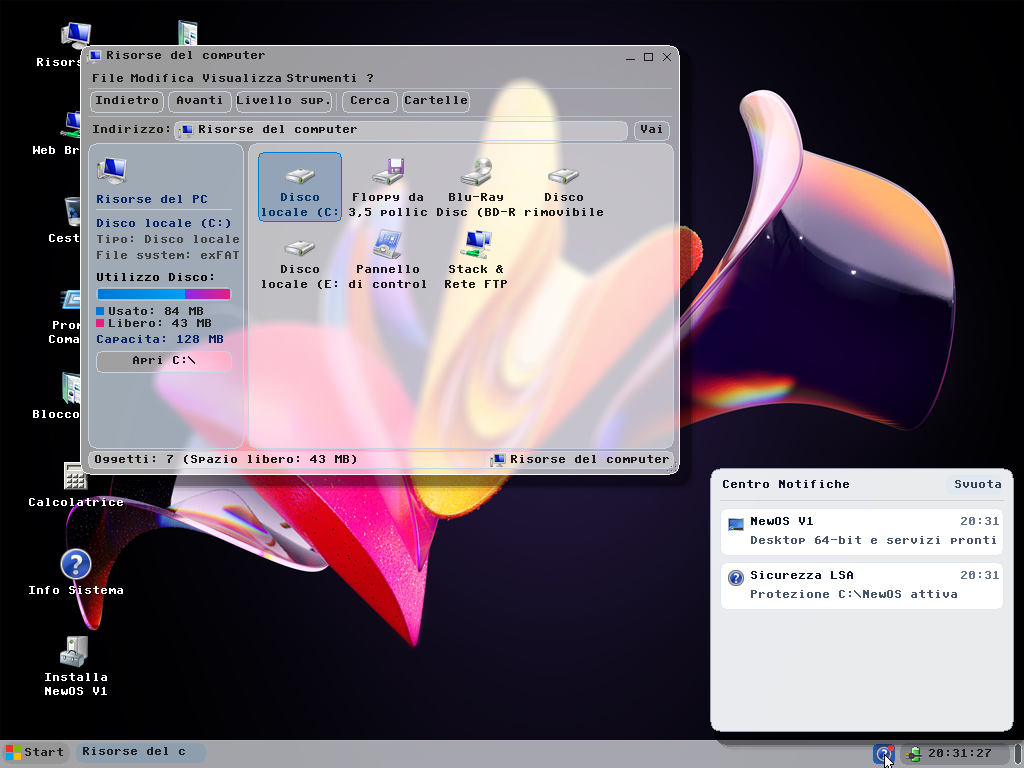 Risorse del computer
File Modifica Visualizza Strumenti ?
Indietro Avanti Livello sup. Cerca Cartelle
Indirizzo: Risorse del computer Vai
Risorse del PC
Disco locale (C:)
Tipo: Disco locale
File system: exFAT
Utilizzo Disco:
Usato: 84 MB
Libero: 43 MB
Capacita: 128 MB
Apri C:\
Disco
locale (C:
Floppy da
3,5 pollic
Blu-Ray
Disc (BD-R
Disco
rimovibile
Disco
locale (E:
Pannello
di control
Stack &
Rete FTP
Oggetti: 7 (Spazio libero: 43 MB) Risorse del computer
Web Br
Cest
Blocco
Calcolatrice
Info Sistema
Installa
NewOS V1
Centro Notifiche Svuota
NewOS V1 20:31
Desktop 64-bit e servizi pronti
Sicurezza LSA 20:31
Protezione C:\NewOS attiva
Start Risorse del c 20:31:27